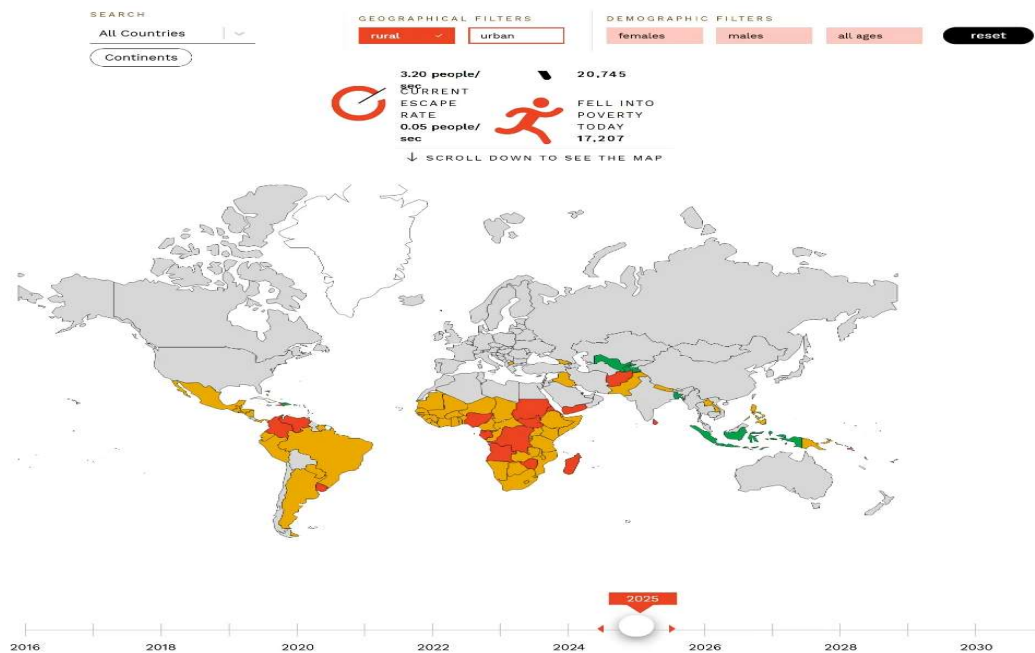 SEARCH
All Countries
Continents
GEOGRAPHICAL FILTERS
rural
urban
DEMOGRAPHIC FILTERS
females
males
all ages
reset
3.20 people/
sec
CURRENT
ESCAPE
RATE
0.05 people/
sec
20,745
FELL INTO
POVERTY
TODAY
17,207
↓ SCROLL DOWN TO SEE THE MAP
2025
2016 2018 2020 2022 2024 2026 2028 2030